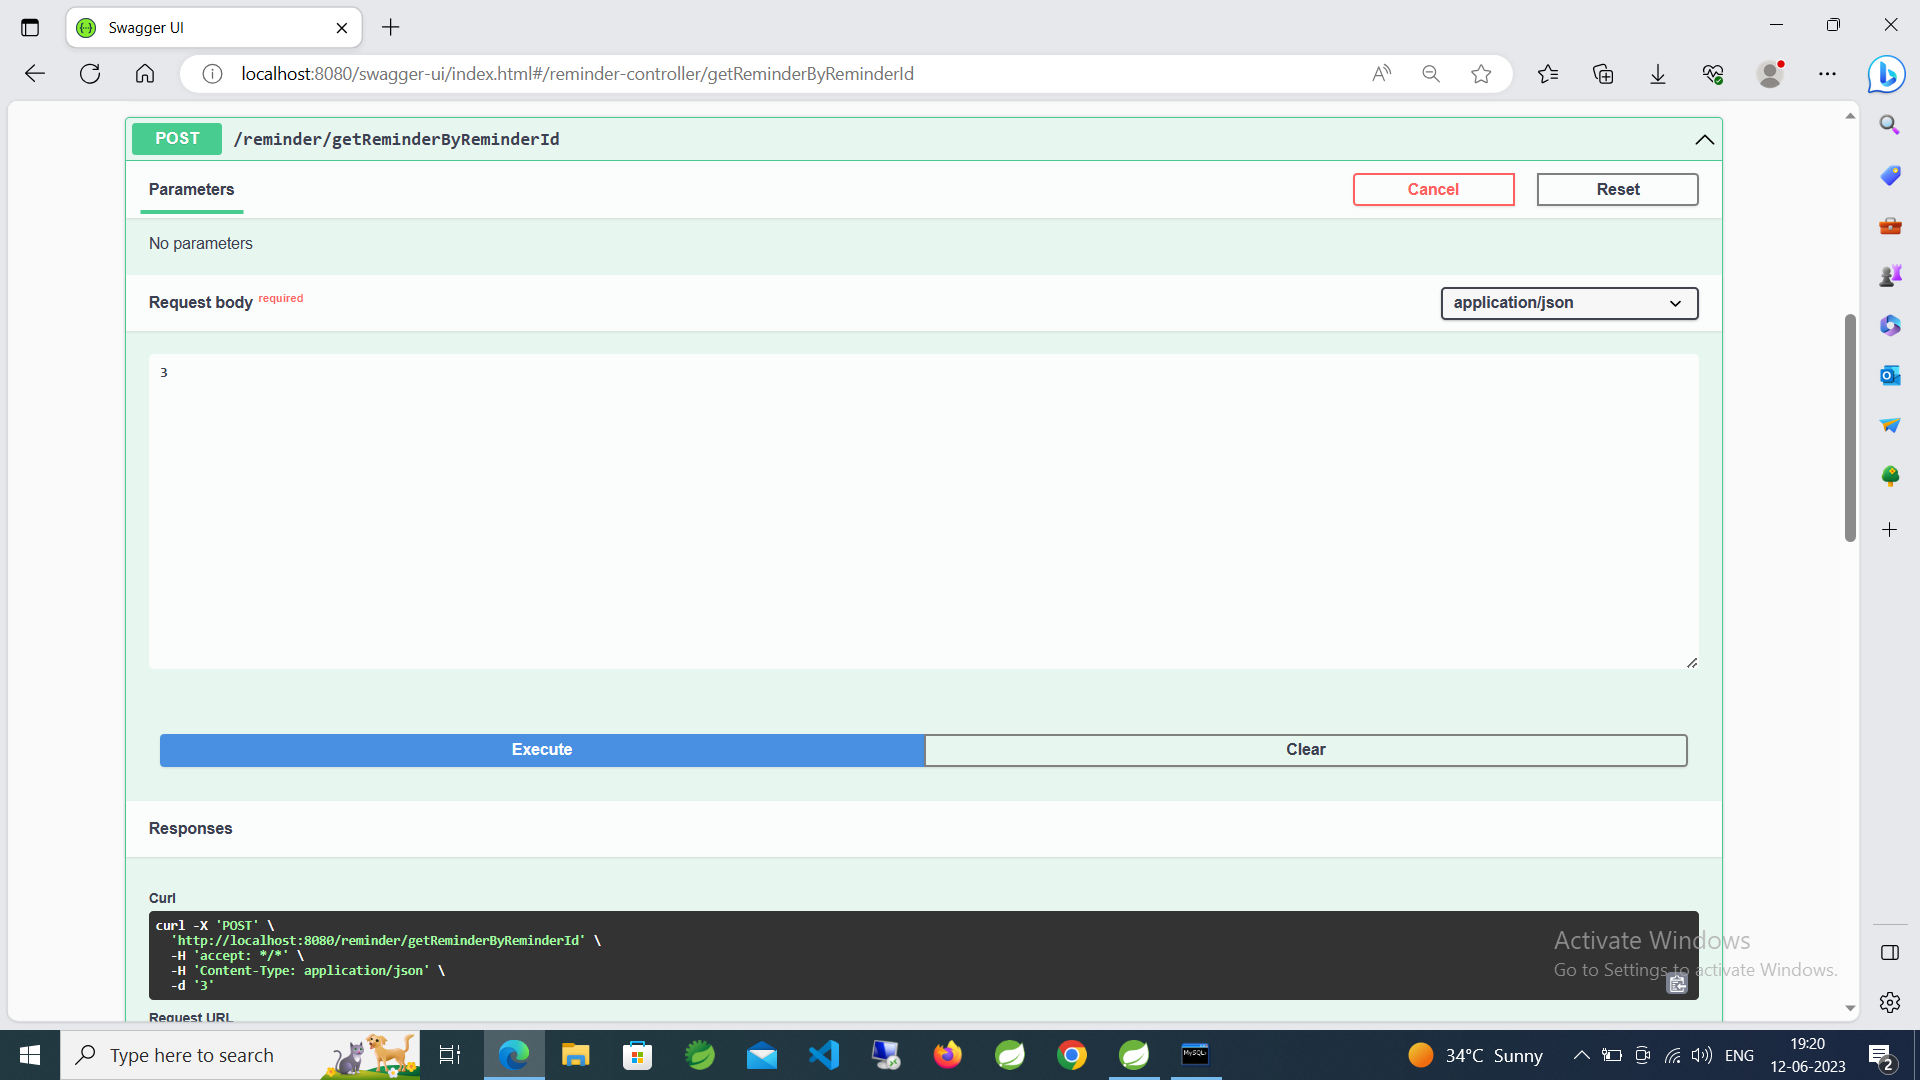 Swagger UI
localhost:8080/swagger-ui/index.html#/reminder-controller/getReminderByReminderId
POST /reminder/getReminderByReminderId
Parameters
Cancel
Reset
No parameters
Request body required
application/json
3
Execute
Clear
Responses
Curl
curl -X 'POST' \
'http://localhost:8080/reminder/getReminderByReminderId' \
-H 'accept: */*' \
-H 'Content-Type: application/json' \
-d '3'
Activate Windows
Go to Settings to activate Windows.
Request URL
Type here to search
34°C Sunny
ENG
19:20
12-06-2023
2